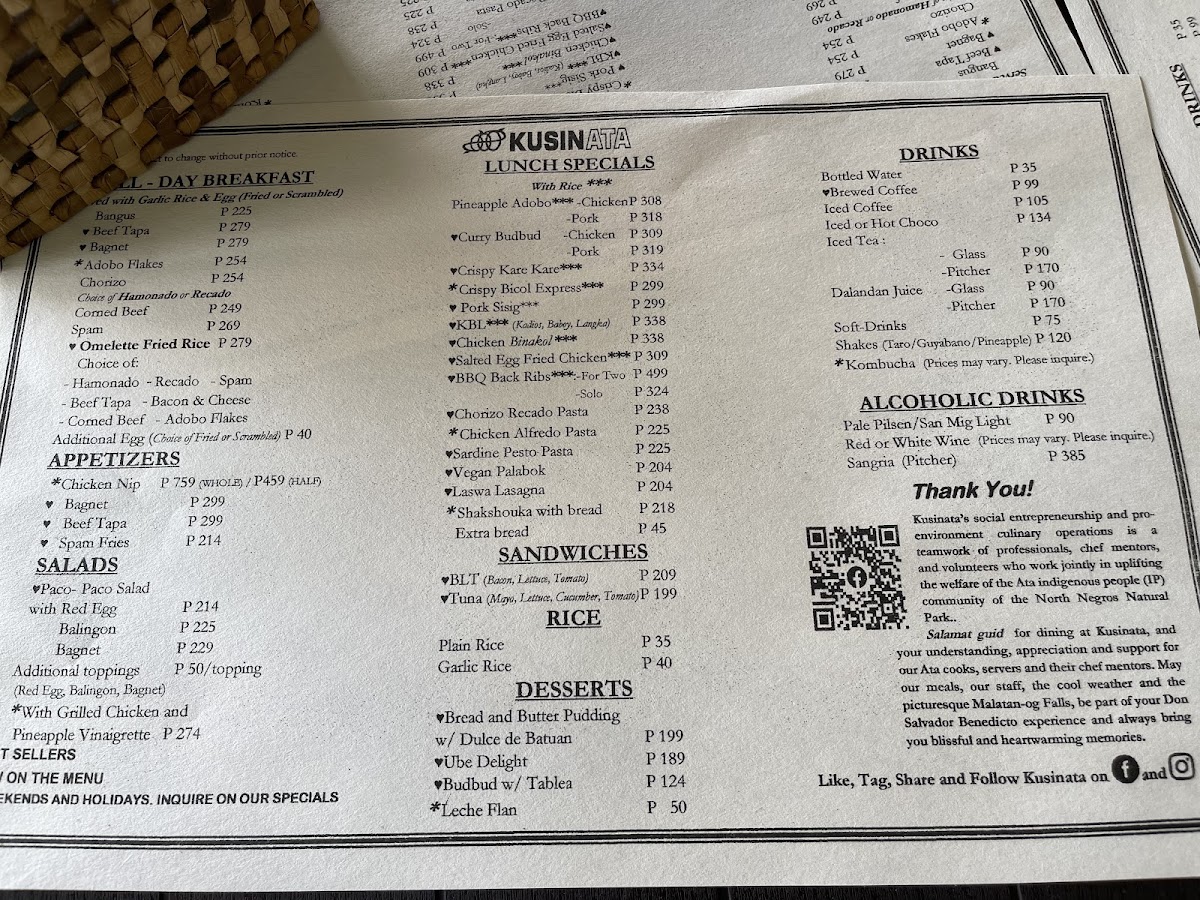 to change without prior notice.
ALL - DAY BREAKFAST
with Garlic Rice & Egg (Fried or Scrambled)
Bangus P 225
♥ Beef Tapa P 279
♥ Bagnet P 279
*Adobo Flakes P 254
Chorizo P 254
Choice of Hamonado or Recado
Corned Beef P 249
Spam P 269
♥ Omelette Fried Rice P 279
Choice of:
- Hamonado - Recado - Spam
- Beef Tapa - Bacon & Cheese
- Corned Beef - Adobo Flakes
Additional Egg (Choice of Fried or Scrambled) P 40
APPETIZERS
*Chicken Nip P 759 (WHOLE) / P459 (HALF)
♥ Bagnet P 299
♥ Beef Tapa P 299
♥ Spam Fries P 214
SALADS
♥Paco- Paco Salad
with Red Egg P 214
Balingon P 225
Bagnet P 229
Additional toppings P 50/topping
(Red Egg, Balingon, Bagnet)
*With Grilled Chicken and
Pineapple Vinaigrette P 274
T SELLERS
ON THE MENU
EKENDS AND HOLIDAYS. INQUIRE ON OUR SPECIALS
KUSINATA
LUNCH SPECIALS
With Rice ***
Pineapple Adobo*** -Chicken P 308
-Pork P 318
♥Curry Budbud -Chicken P 309
-Pork P 319
♥Crispy Kare Kare*** P 334
*Crispy Bicol Express*** P 299
♥ Pork Sisig*** P 299
♥KBL*** (Kadios, Babey, Langka) P 338
♥Chicken Binakol *** P 338
♥Salted Egg Fried Chicken*** P 309
♥BBQ Back Ribs***:-For Two P 499
-Solo P 324
♥Chorizo Recado Pasta P 238
*Chicken Alfredo Pasta P 225
♥Sardine Pesto Pasta P 225
♥Vegan Palabok P 204
♥Laswa Lasagna P 204
*Shakshouka with bread P 218
Extra bread P 45
SANDWICHES
♥BLT (Bacon, Lettuce, Tomato) P 209
♥Tuna (Mayo, Lettuce, Cucumber, Tomato) P 199
RICE
Plain Rice P 35
Garlic Rice P 40
DESSERTS
♥Bread and Butter Pudding
w/ Dulce de Batuan P 199
♥Ube Delight P 189
♥Budbud w/ Tablea P 124
*Leche Flan P 50
DRINKS
Bottled Water P 35
♥Brewed Coffee P 99
Iced Coffee P 105
Iced or Hot Choco P 134
Iced Tea :
- Glass P 90
-Pitcher P 170
Dalandan Juice -Glass P 90
-Pitcher P 170
Soft-Drinks P 75
Shakes (Taro/Guyabano/Pineapple) P 120
*Kombucha (Prices may vary. Please inquire.)
ALCOHOLIC DRINKS
Pale Pilsen/San Mig Light P 90
Red or White Wine (Prices may vary. Please inquire.)
Sangria (Pitcher) P 385
Thank You!
Kusinata's social entrepreneurship and pro-
environment culinary operations is a
teamwork of professionals, chef mentors,
and volunteers who work jointly in uplifting
the welfare of the Ata indigenous people (IP)
community of the North Negros Natural
Park..
Salamat guid for dining at Kusinata, and
your understanding, appreciation and support for
our Ata cooks, servers and their chef mentors. May
our meals, our staff, the cool weather and the
picturesque Malatan-og Falls, be part of your Don
Salvador Benedicto experience and always bring
you blissful and heartwarming memories.
Like, Tag, Share and Follow Kusinata on f and